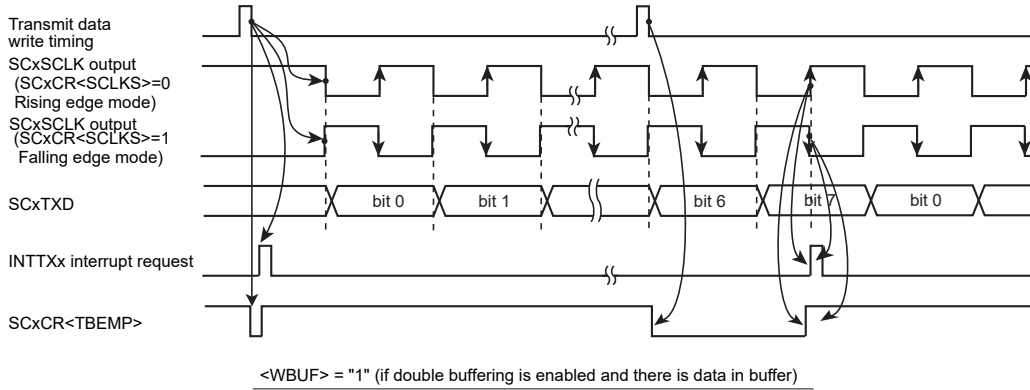 Transmit data
write timing
SCxSCLK output
(SCxCR<SCLKS>=0
Rising edge mode)
SCxSCLK output
(SCxCR<SCLKS>=1
Falling edge mode)
SCxTXD
bit 0
bit 1
bit 6
bit 7
bit 0
INTTXx interrupt request
SCxCR<TBEMP>
<WBUF> = "1" (if double buffering is enabled and there is data in buffer)